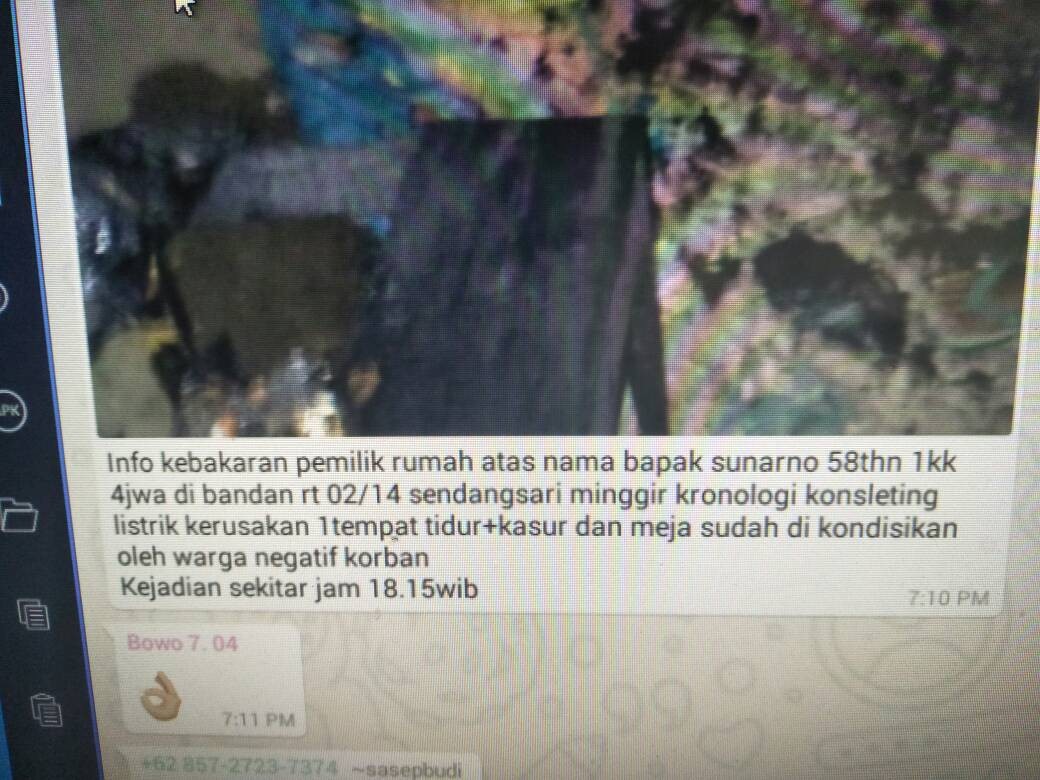 PK
Info kebakaran pemilik rumah atas nama bapak sunarno 58thn 1kk
4jwa di bandan rt 02/14 sendangsari minggir kronologi konsleting
listrik kerusakan 1tempat tidur+kasur dan meja sudah di kondisikan
oleh warga negatif korban
Kejadian sekitar jam 18.15wib
7:10 PM
Bowo 7. 04
👌🏽
7:11 PM
+62 857-2723-7374 ~sasepbudi